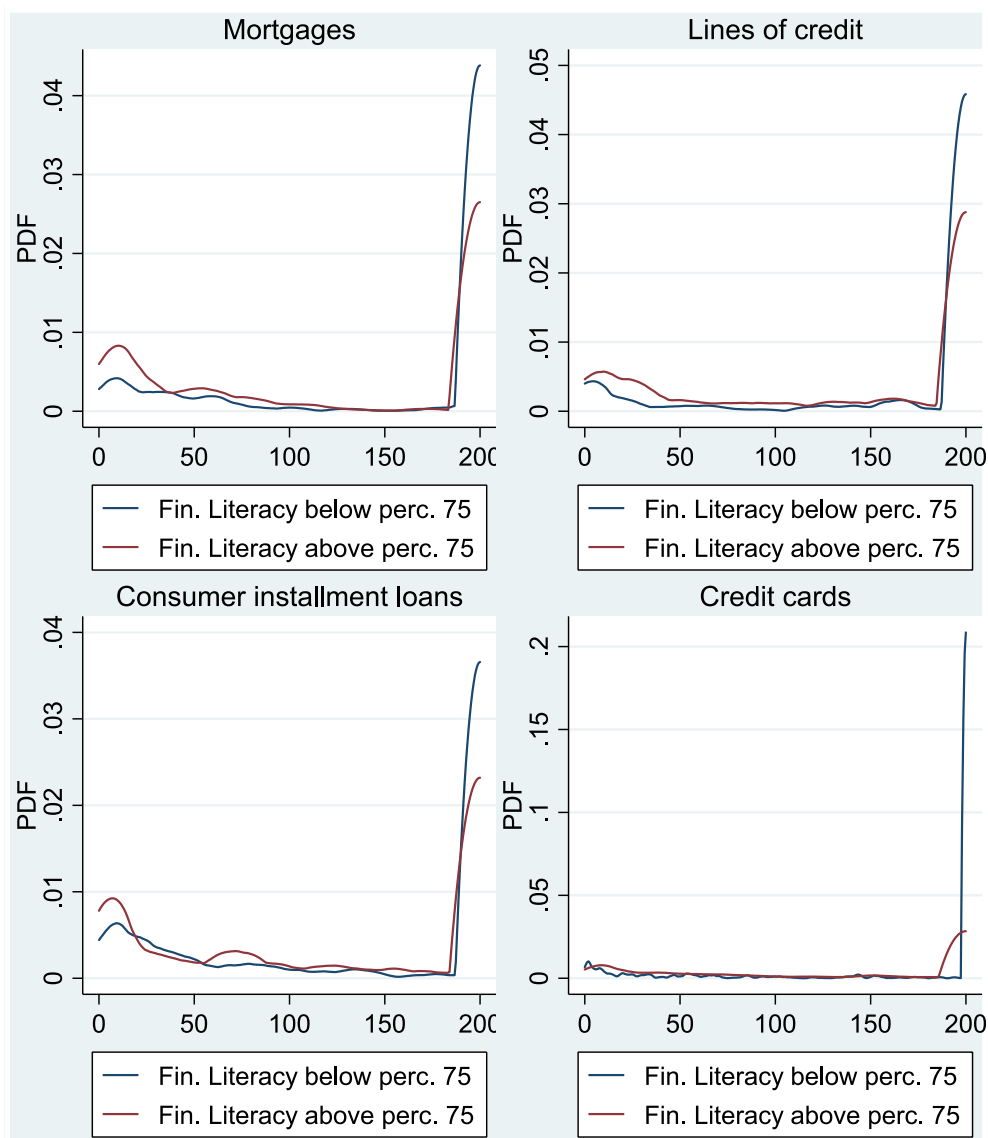 Mortgages
PDF
.04
.03
.02
.01
0
0 50 100 150 200
Fin. Literacy below perc. 75
Fin. Literacy above perc. 75
Lines of credit
PDF
.05
.04
.03
.02
.01
0
0 50 100 150 200
Fin. Literacy below perc. 75
Fin. Literacy above perc. 75
Consumer installment loans
PDF
.04
.03
.02
.01
0
0 50 100 150 200
Fin. Literacy below perc. 75
Fin. Literacy above perc. 75
Credit cards
PDF
.2
.15
.1
.05
0
0 50 100 150 200
Fin. Literacy below perc. 75
Fin. Literacy above perc. 75